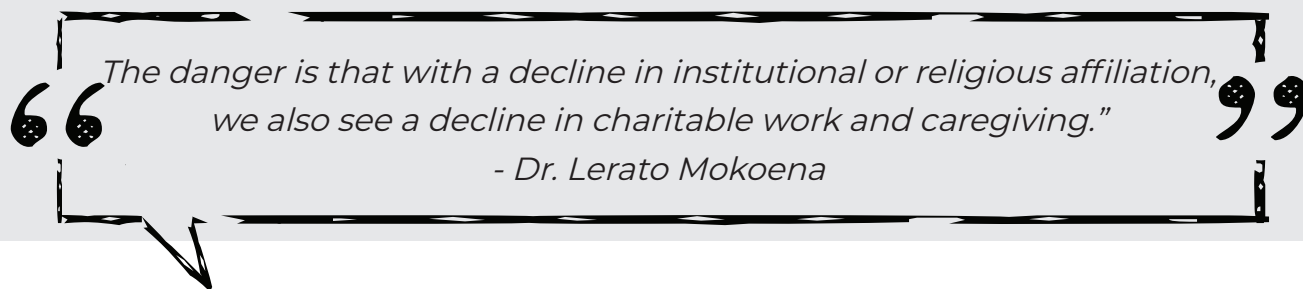 The danger is that with a decline in institutional or religious affiliation,
we also see a decline in charitable work and caregiving.”
- Dr. Lerato Mokoena